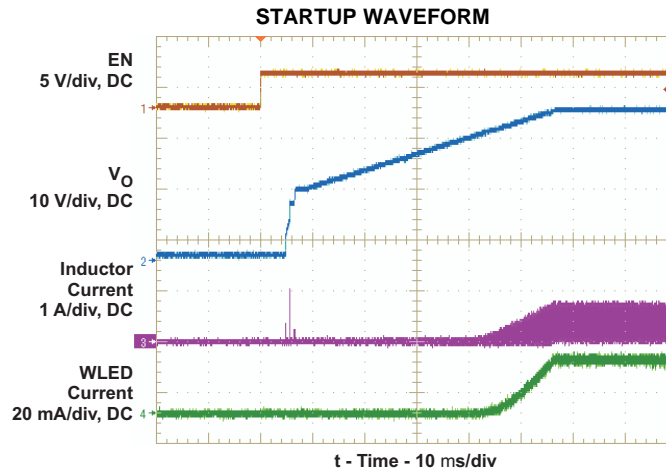 STARTUP WAVEFORM
EN
5 V/div, DC
1
VO
10 V/div, DC
2
Inductor
Current
1 A/div, DC
3
WLED
Current
20 mA/div, DC
4
t - Time - 10 ms/div